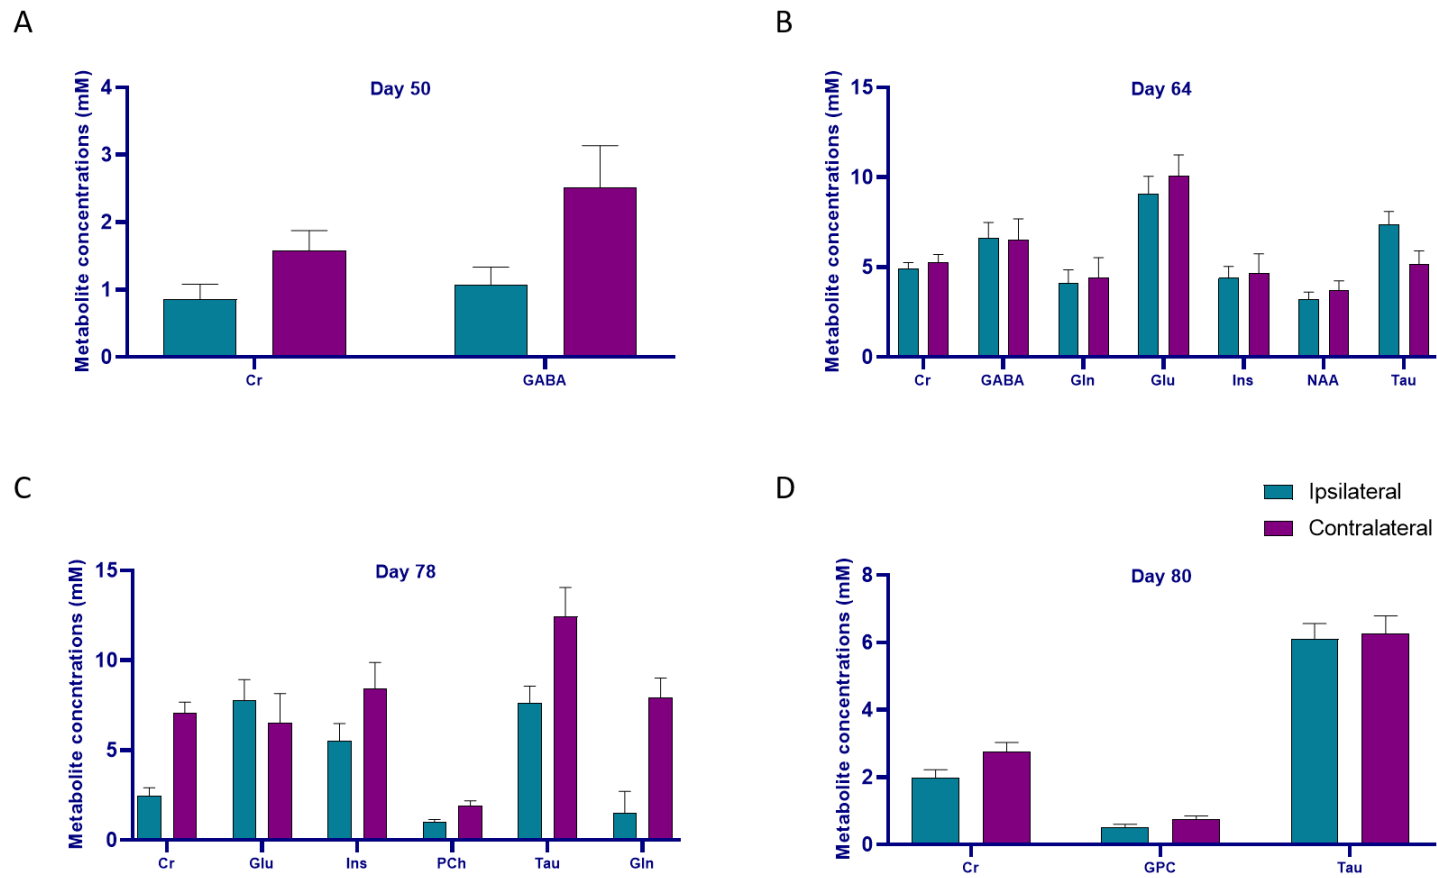 A
Day 50
Metabolite concentrations (mM)
4
3
2
1
0
Cr GABA
B
Day 64
Metabolite concentrations (mM)
15
10
5
0
Cr GABA Gln Glu Ins NAA Tau
C
Day 78
Metabolite concntrations (mM)
15
10
5
0
Cr Glu Ins PCh Tau Gln
D
Ipsilateral
Contralateral
Day 80
Metabolite concentrations (mM)
8
6
4
2
0
Cr GPC Tau